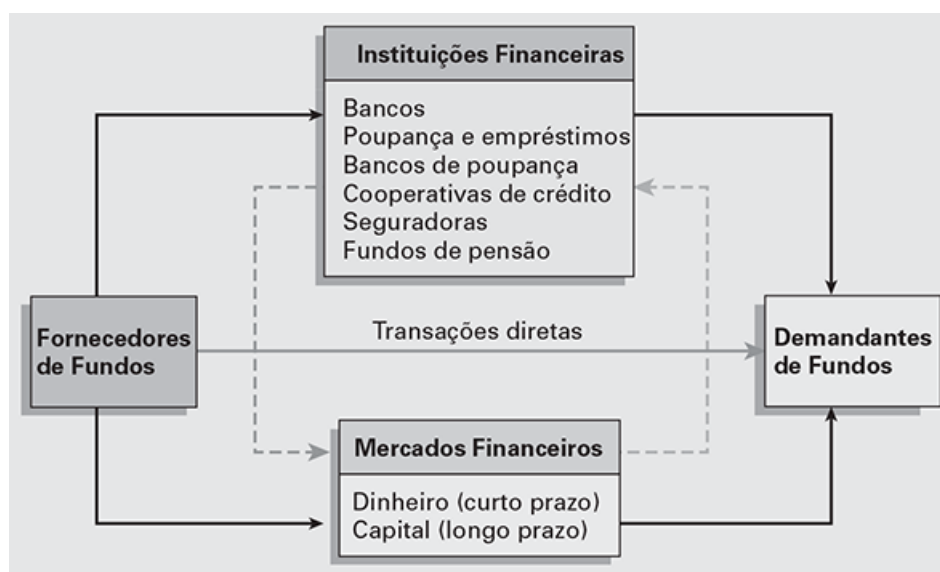 Instituições Financeiras
Bancos
Poupança e empréstimos
Bancos de poupança
Cooperativas de crédito
Seguradoras
Fundos de pensão
Fornecedores
de Fundos
Transações diretas
Demandantes
de Fundos
Mercados Financeiros
Dinheiro (curto prazo)
Capital (longo prazo)